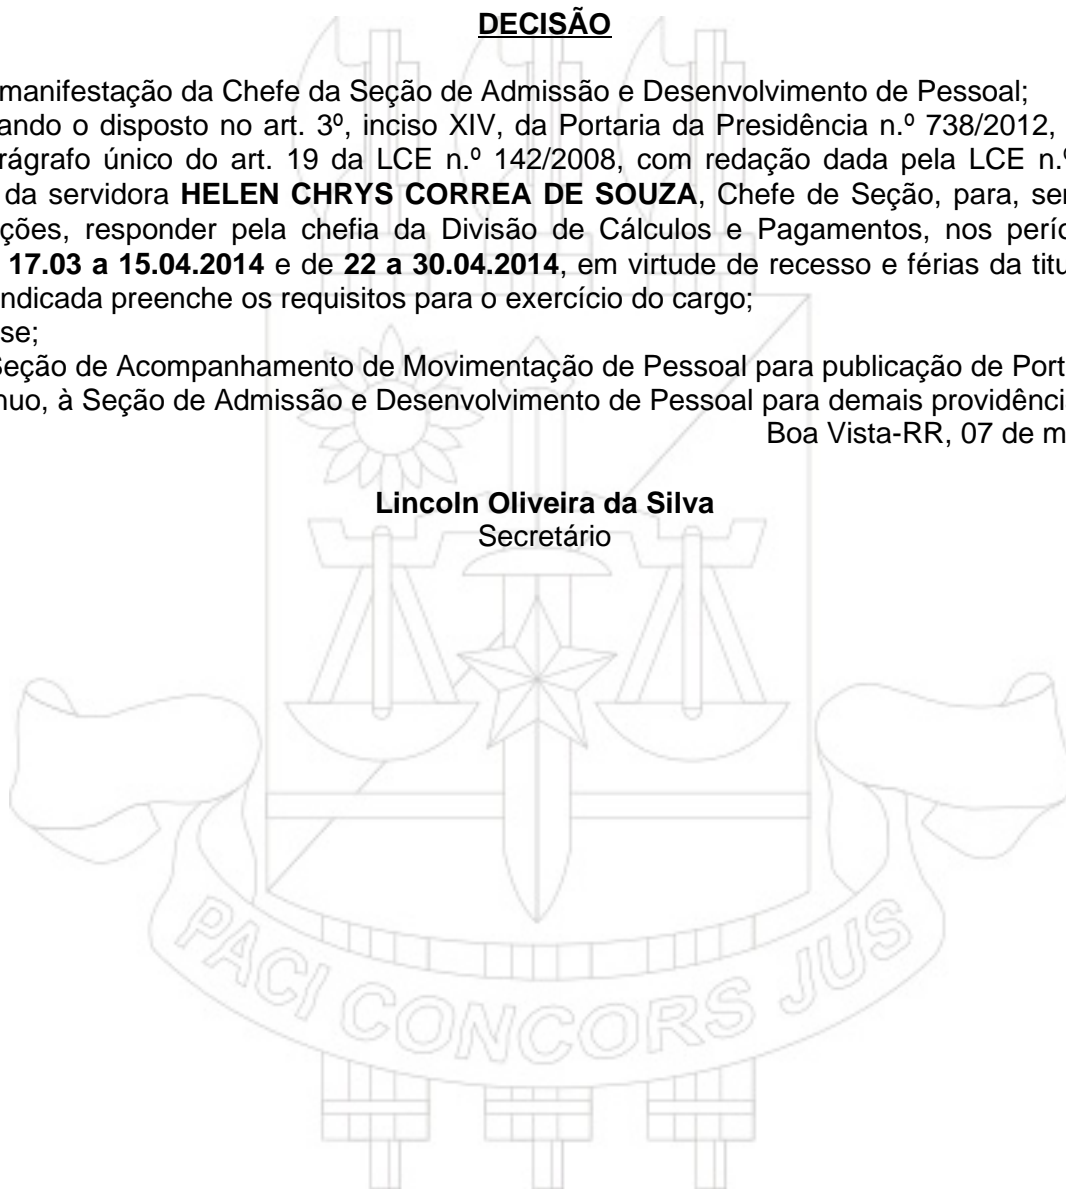 DECISÃO
manifestação da Chefe da Seção de Admissão e Desenvolvimento de Pessoal;
ando o disposto no art. 3º, inciso XIV, da Portaria da Presidência n.º 738/2012,
rágrafo único do art. 19 da LCE n.º 142/2008, com redação dada pela LCE n.º
da servidora HELEN CHRYS CORREA DE SOUZA, Chefe de Seção, para, ser
ções, responder pela chefia da Divisão de Cálculos e Pagamentos, nos perío
17.03 a 15.04.2014 e de 22 a 30.04.2014, em virtude de recesso e férias da titu
ndicada preenche os requisitos para o exercício do cargo;
se;
Seção de Acompanhamento de Movimentação de Pessoal para publicação de Port
nuo, à Seção de Admissão e Desenvolvimento de Pessoal para demais providência
Boa Vista-RR, 07 de m
Lincoln Oliveira da Silva
Secretário
PACI CONCORS JUS